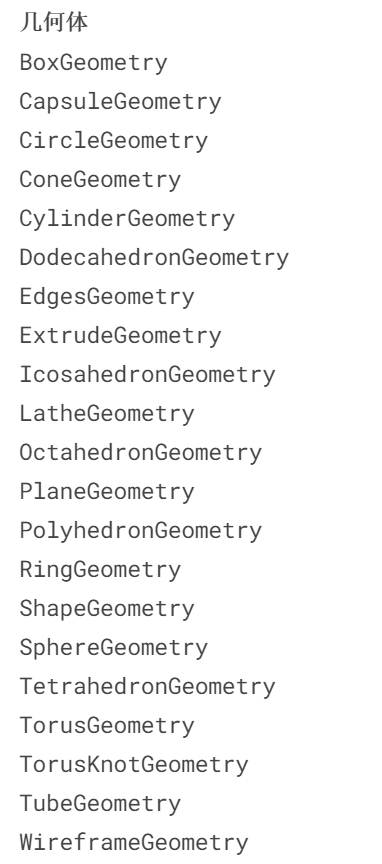 几何体
BoxGeometry
CapsuleGeometry
CircleGeometry
ConeGeometry
CylinderGeometry
DodecahedronGeometry
EdgesGeometry
ExtrudeGeometry
IcosahedronGeometry
LatheGeometry
OctahedronGeometry
PlaneGeometry
PolyhedronGeometry
RingGeometry
ShapeGeometry
SphereGeometry
TetrahedronGeometry
TorusGeometry
TorusKnotGeometry
TubeGeometry
WireframeGeometry